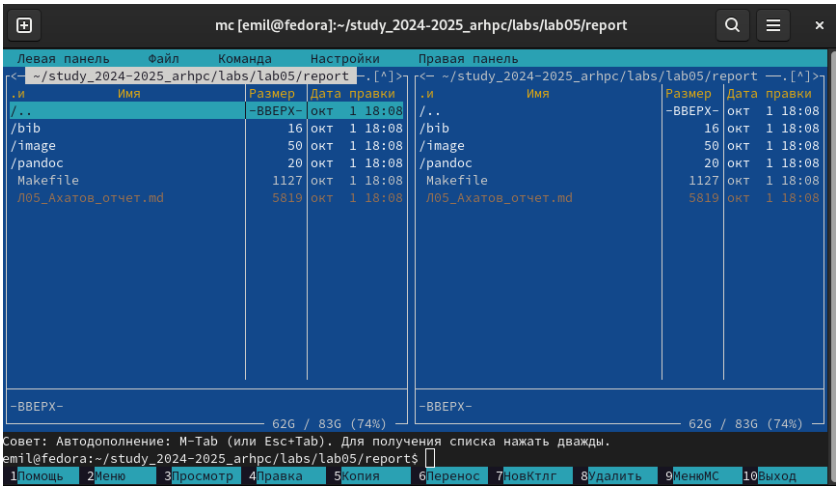 mc [emil@fedora]:~/study_2024-2025_arhpc/labs/lab05/report
Левая панель Файл Команда Настройки Правая панель
<— ~/study_2024-2025_arhpc/labs/lab05/report —.[^]> <— ~/study_2024-2025_arhpc/labs/lab05/report —.[^]>
.и Имя Размер Дата правки .и Имя Размер Дата правки
/.. -ВВЕРХ- окт 1 18:08 /.. -ВВЕРХ- окт 1 18:08
/bib 16 окт 1 18:08 /bib 16 окт 1 18:08
/image 50 окт 1 18:08 /image 50 окт 1 18:08
/pandoc 20 окт 1 18:08 /pandoc 20 окт 1 18:08
Makefile 1127 окт 1 18:08 Makefile 1127 окт 1 18:08
Л05_Ахатов_отчет.md 5819 окт 1 18:08 Л05_Ахатов_отчет.md 5819 окт 1 18:08
-ВВЕРХ- -ВВЕРХ-
62G / 83G (74%) 62G / 83G (74%)
Совет: Автодополнение: M-Tab (или Esc+Tab). Для получения списка нажать дважды.
emil@fedora:~/study_2024-2025_arhpc/labs/lab05/report$
1Помощь 2Меню 3Просмотр 4Правка 5Копия 6Перенос 7НовКтлг 8Удалить 9МенюМС 10Выход